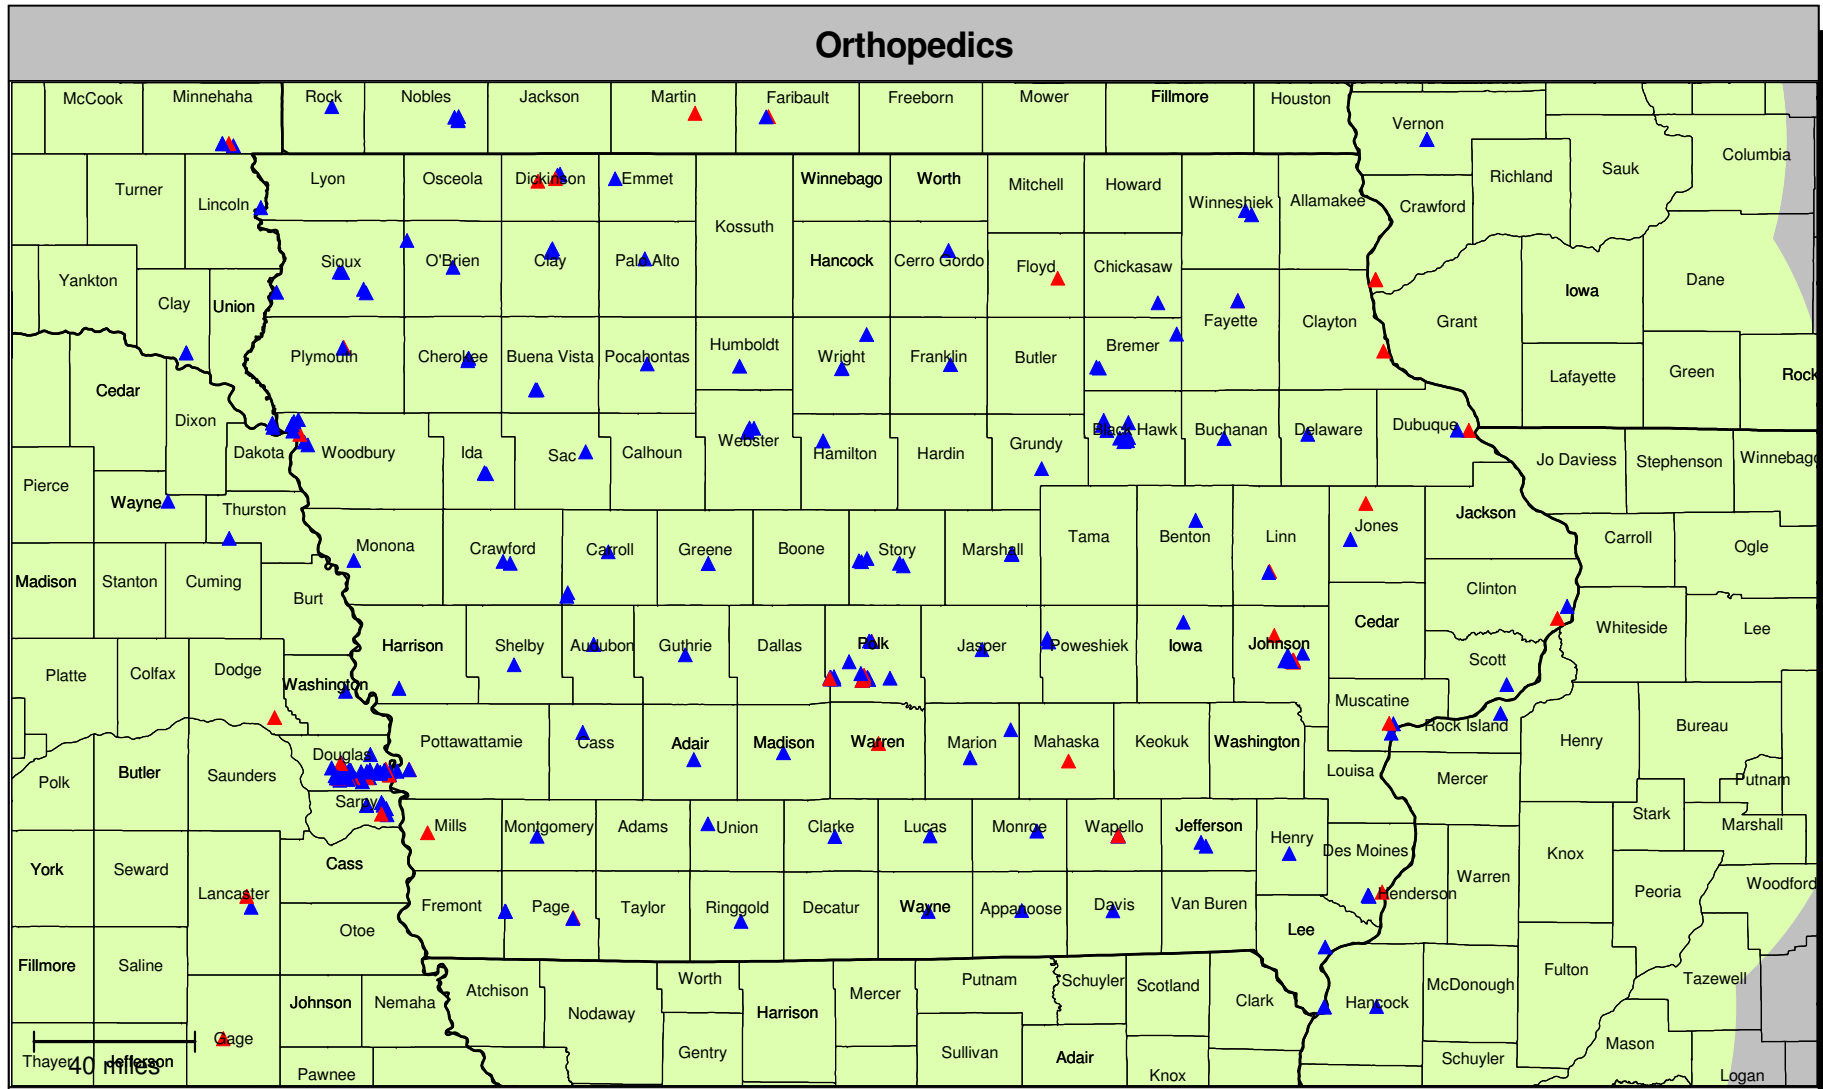 Orthopedics
McCook Minnehaha Rock Nobles Jackson Martin Faribault Freeborn Mower Fillmore Houston
Vernon Columbia
Turner Lincoln Lyon Osceola Dickinson Emmet Winnebago Worth Mitchell Howard Winneshiek Allamakee Crawford Richland Sauk
Kossuth
Yankton Clay Union Sioux O'Brien Clay Palo Alto Hancock Cerro Gordo Floyd Chickasaw Iowa Dane
Fayette Clayton Grant
Cedar Plymouth Cherokee Buena Vista Pocahontas Humboldt Wright Franklin Butler Bremer Lafayette Green Rock
Dixon Dakota Woodbury Ida Sac Calhoun Webster Hamilton Hardin Grundy Black Hawk Buchanan Delaware Dubuque Jo Daviess Stephenson Winnebago
Pierce Wayne Thurston Jones Jackson
Monona Crawford Carroll Greene Boone Story Marshall Tama Benton Linn Carroll Ogle
Madison Stanton Cuming Burt Clinton
Harrison Shelby Audubon Guthrie Dallas Polk Jasper Poweshiek Iowa Johnson Cedar Whiteside Lee
Platte Colfax Dodge Washington Scott
Muscatine Rock Island Bureau
Polk Butler Saunders Douglas Pottawattamie Cass Adair Madison Warren Marion Mahaska Keokuk Washington Louisa Mercer Henry Putnam
Sarpy Mills Montgomery Adams Union Clarke Lucas Monroe Wapello Jefferson Henry Des Moines Stark Marshall
York Seward Lancaster Cass Knox Warren Henderson Peoria Woodford
Otoe Fremont Page Taylor Ringgold Decatur Wayne Appanoose Davis Van Buren Lee
Fillmore Saline Fulton Tazewell
Johnson Nemaha Atchison Nodaway Worth Harrison Mercer Putnam Schuyler Scotland Clark Hancock McDonough
Gage Gentry Sullivan Adair Schuyler Mason
Thayer Jefferson Pawnee Knox Logan
40 miles